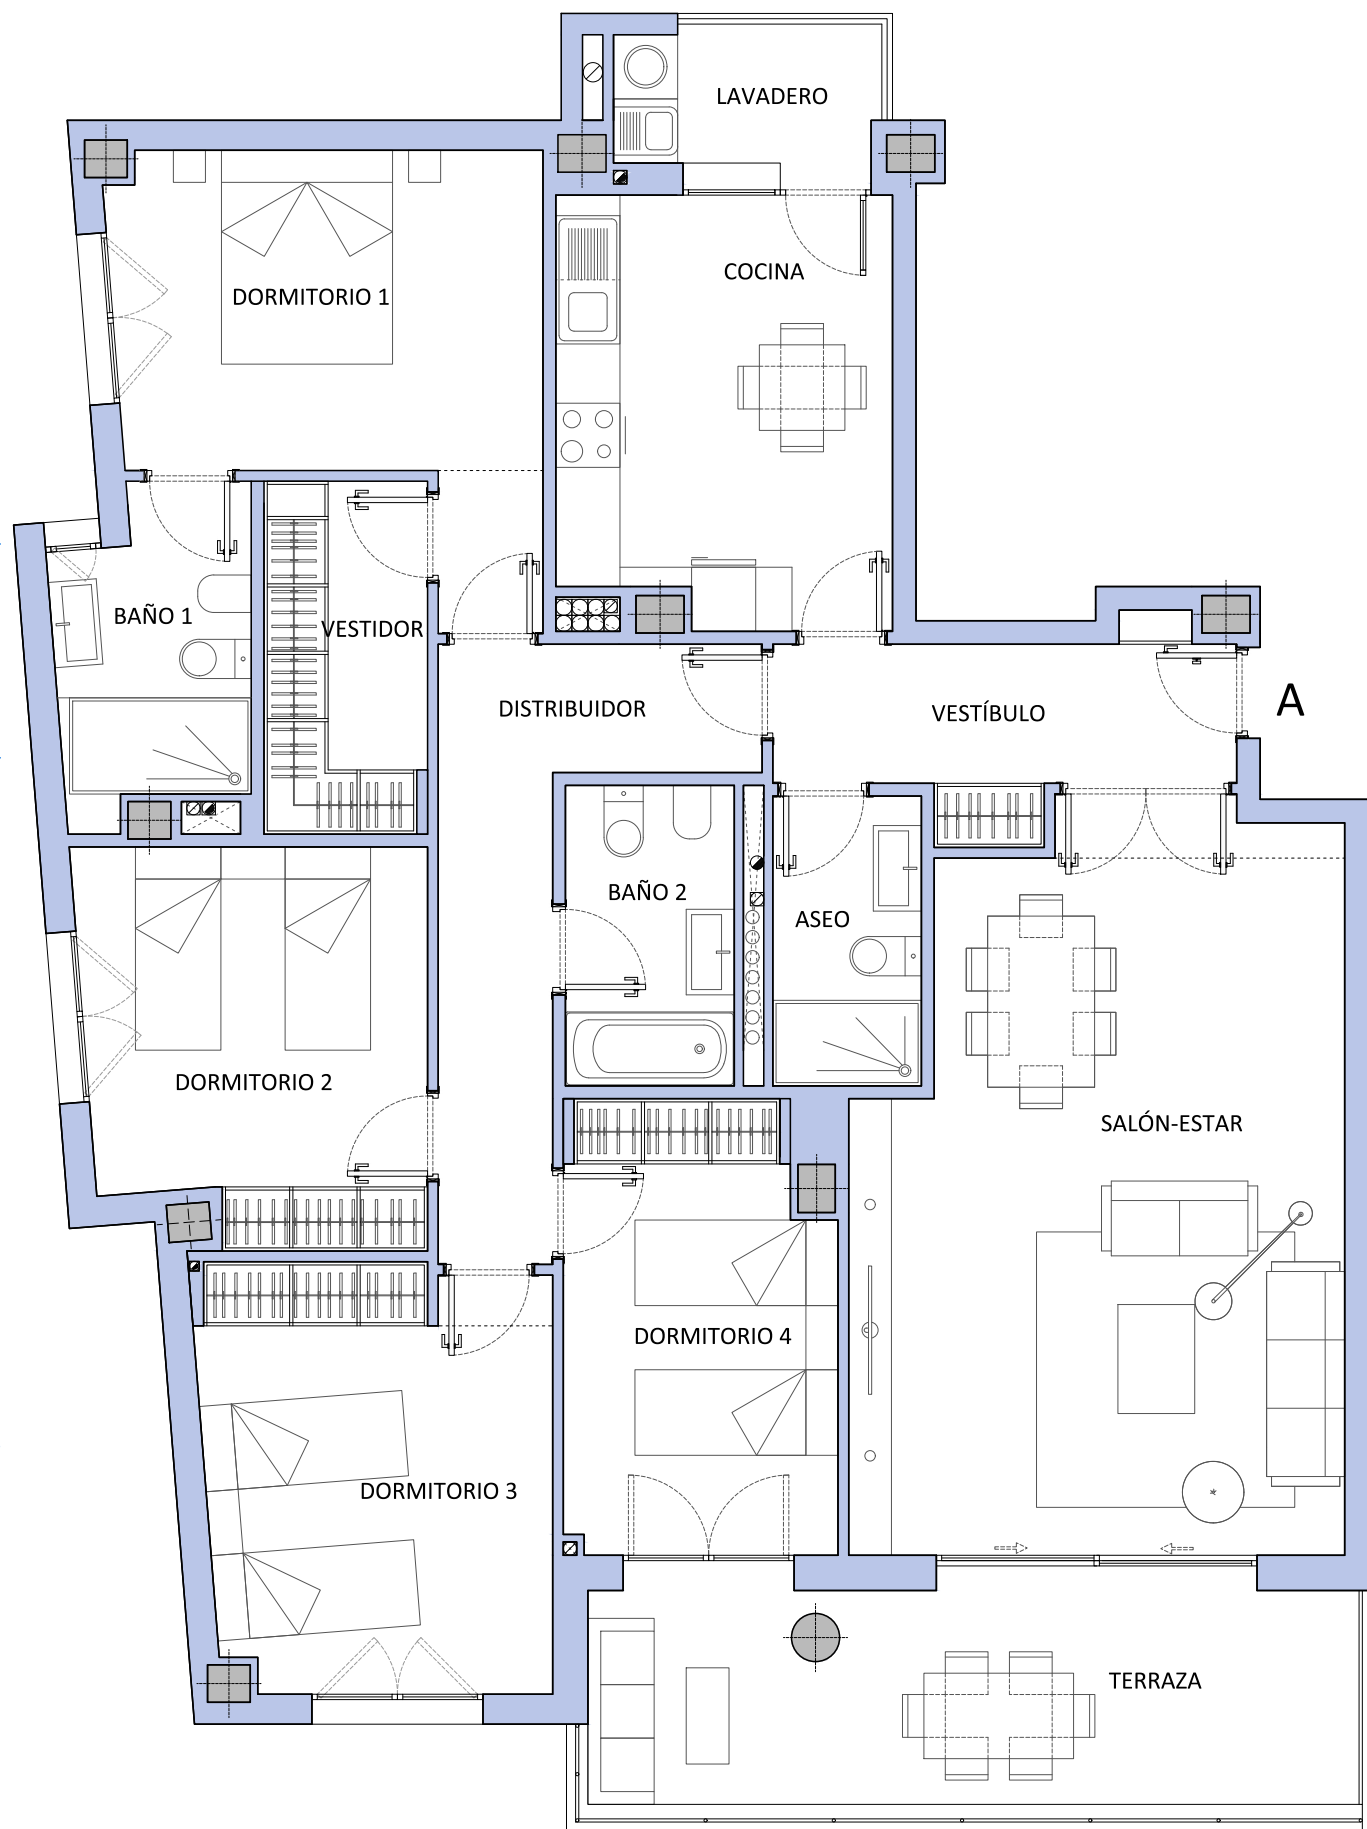 LAVADERO
COCINA
DORMITORIO 1
BAÑO 1
VESTIDOR
DISTRIBUIDOR
VESTÍBULO
A
BAÑO 2
ASEO
DORMITORIO 2
SALÓN-ESTAR
DORMITORIO 4
DORMITORIO 3
TERRAZA